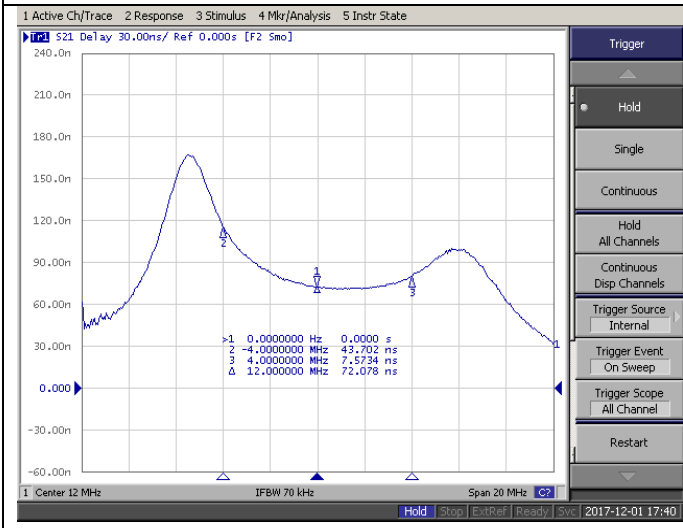 1 Active Ch/Trace 2 Response 3 Stimulus 4 Mkr/Analysis 5 Instr State
Tr1 S21 Delay 30.00ns/ Ref 0.000s [F2 Smo]
240.0n
210.0n
180.0n
150.0n
120.0n
90.00n
60.00n
30.00n
0.000
-30.00n
-60.00n
2
1
3
1
>1 0.0000000 Hz 0.0000 s
2 -4.0000000 MHz 43.702 ns
3 4.0000000 MHz 7.5734 ns
Δ 12.000000 MHz 72.078 ns
1 Center 12 MHz IFBW 70 kHz Span 20 MHz C?
Trigger
Hold
Single
Continuous
Hold
All Channels
Continuous
Disp Channels
Trigger Source
Internal
Trigger Event
On Sweep
Trigger Scope
All Channel
Restart
Hold Stop ExtRef Ready Svc 2017-12-01 17:40